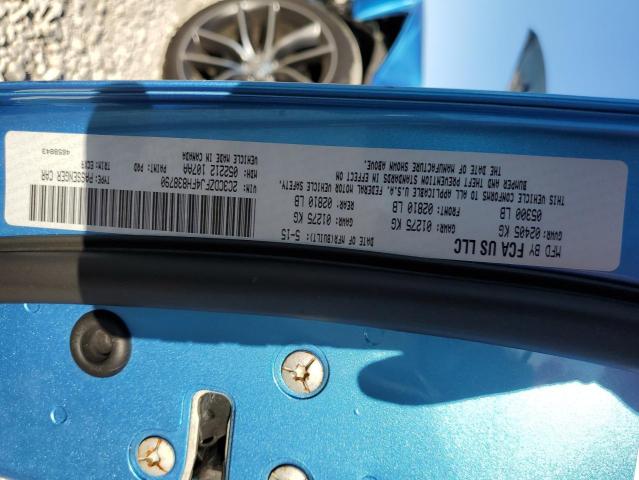 MFD BY FCA US LLC
DATE OF MFR(BUILT): 5-15
GVWR: 02405 KG
05300 LB
GAWR: 01275 KG
FRONT: 02810 LB
GAWR: 01275 KG
REAR: 02810 LB
THIS VEHICLE CONFORMS TO ALL APPLICABLE U.S.A. FEDERAL MOTOR VEHICLE SAFETY,
BUMPER AND THEFT PREVENTION STANDARDS IN EFFECT ON
THE DATE OF MANUFACTURE SHOWN ABOVE.
VIN: 2C3CDZFJ4FH838790
TYPE: PASSENGER CAR
MDH: 052212 107AA
VEHICLE MADE IN CANADA
PAINT: PQD
TRIM: ECX9
4658943